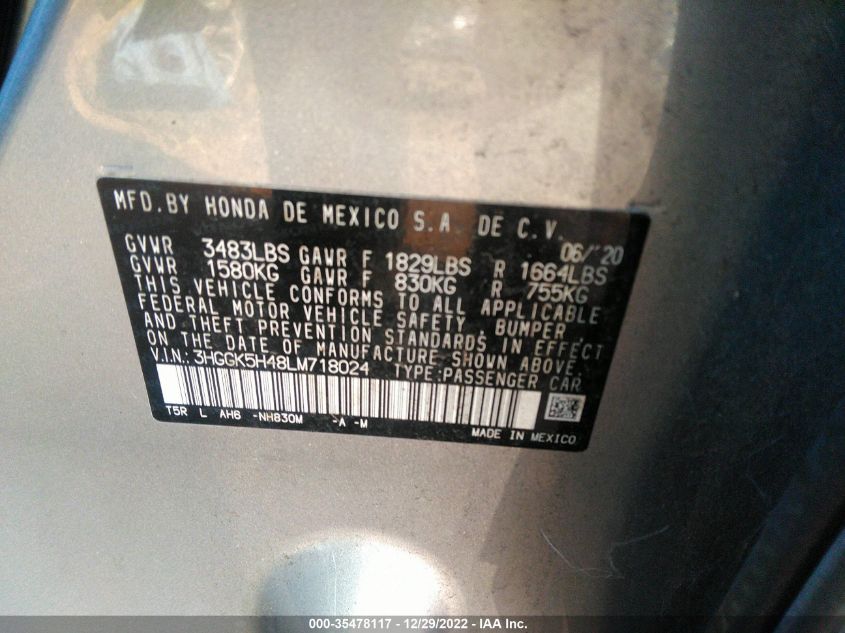 MFD.BY HONDA DE MEXICO S.A. DE C.V.
06/'20
GVWR 3483LBS GAWR F 1829LBS R 1664LBS
GVWR 1580KG GAWR F 830KG R 755KG
THIS VEHICLE CONFORMS TO ALL APPLICABLE
FEDERAL MOTOR VEHICLE SAFETY, BUMPER,
AND THEFT PREVENTION STANDARDS IN EFFECT
ON THE DATE OF MANUFACTURE SHOWN ABOVE.
V.I.N.: 3HGGK5H48LM718024 TYPE:PASSENGER CAR
T5R L AH6 -NH830M -A -M
MADE IN MEXICO
000-35478117 - 12/29/2022 - IAA Inc.